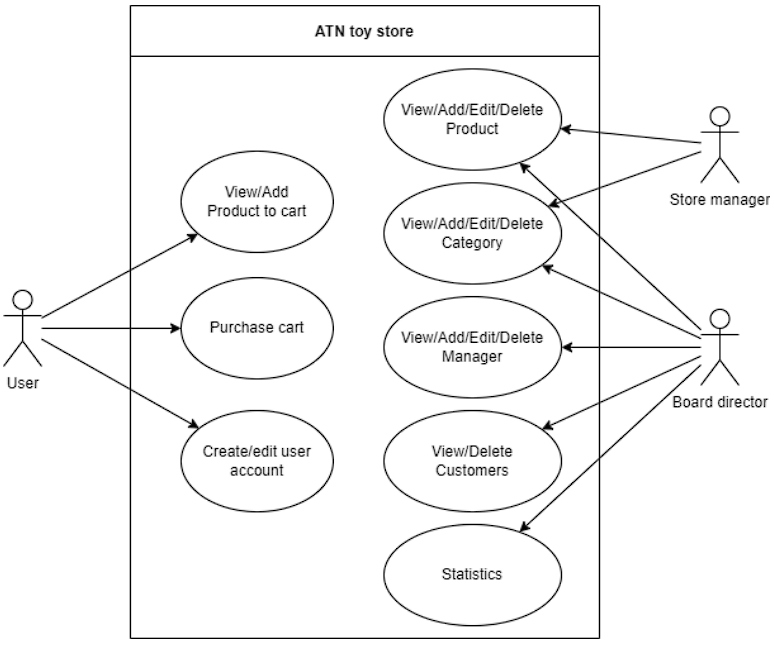 ATN toy store
View/Add/Edit/Delete
Product
View/Add
Product to cart
View/Add/Edit/Delete
Category
Store manager
Purchase cart
View/Add/Edit/Delete
Manager
User
Board director
Create/edit user
account
View/Delete
Customers
Statistics